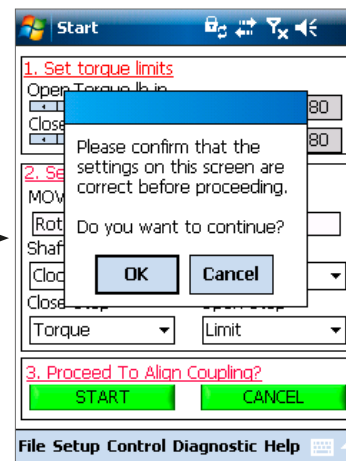 Start
1. Set torque limits
Open Torque lb in
80
Close
80
Please confirm that the
settings on this screen are
correct before proceeding.
Do you want to continue?
OK Cancel
2. Se
MOV
Rot
Shaf
Cloc
Close Stop Open Stop
Torque Limit
3. Proceed To Align Coupling?
START CANCEL
File Setup Control Diagnostic Help